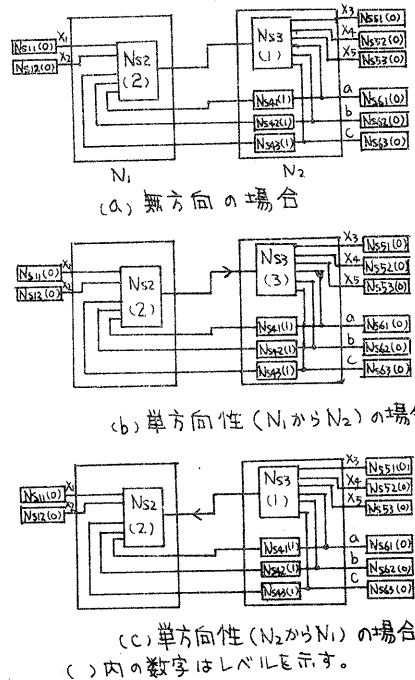 X1 X3 NS51(0)
NS11(0) NS3 X4 NS52(0)
NS12(0) X2 NS2 (1) X5 NS53(0)
(2) NS41(1) a NS61(0)
NS42(1) b NS62(0)
NS43(1) c NS63(0)
N1 N2
(a) 無方向の場合
X3 NS51(0)
NS11(0) X1 NS3 X4 NS52(0)
NS12(0) X2 NS2 (3) X5 NS53(0)
(2) NS41(1) a NS61(0)
NS42(1) b NS62(0)
NS43(1) c NS63(0)
(b) 単方向性(N1からN2)の場合
X3 NS51(0)
NS11(0) X1 NS3 X4 NS52(0)
NS12(0) X2 NS2 (1) X5 NS53(0)
(2) NS41(1) a NS61(0)
NS42(1) b NS62(0)
NS43(1) c NS63(0)
(c) 単方向性(N2からN1)の場合
( )内の数字はレベルを示す。